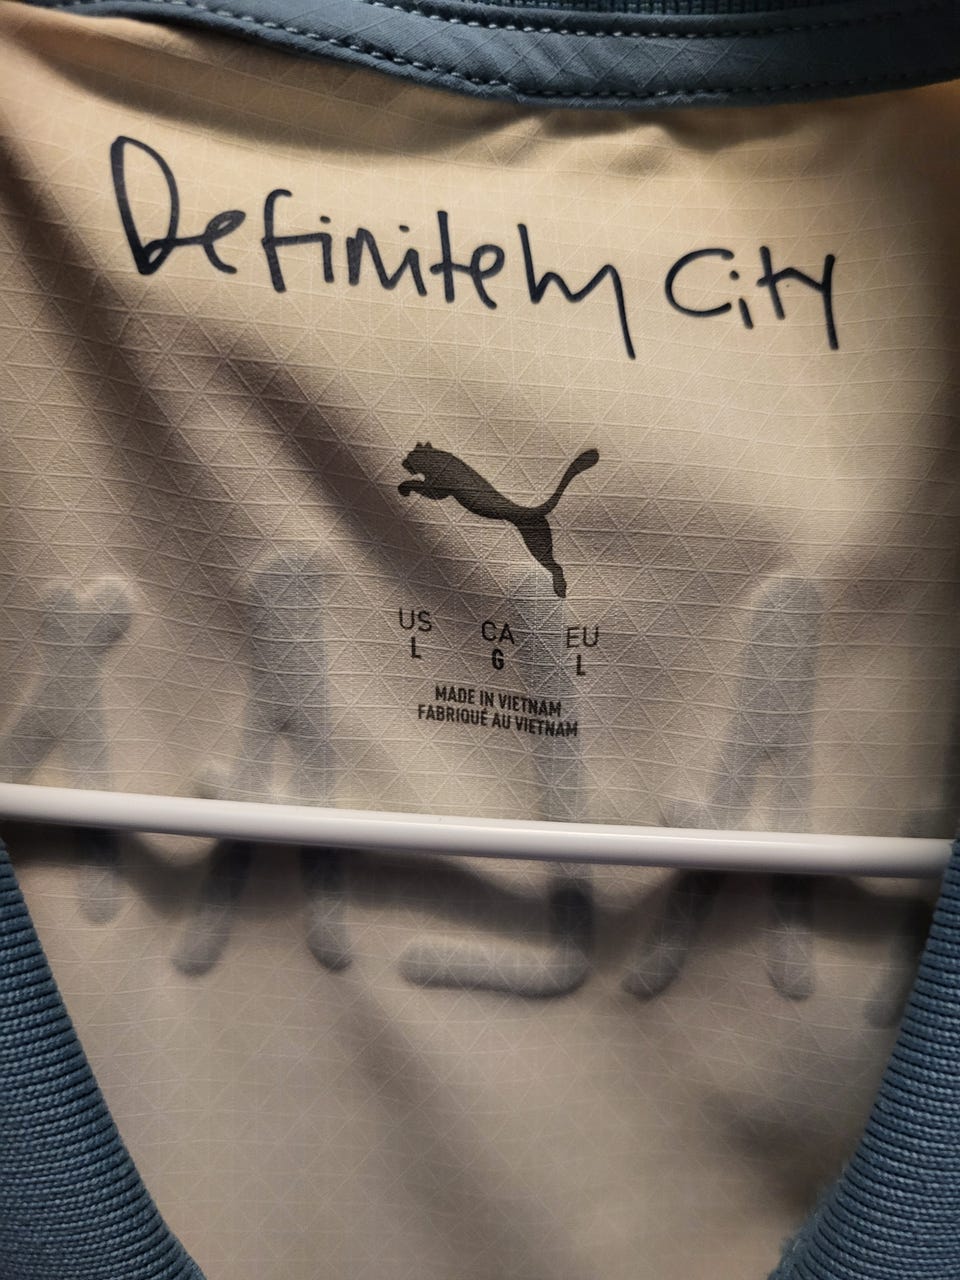 Definitely City
US CA EU
L G L
MADE IN VIETNAM
FABRIQUÉ AU VIETNAM